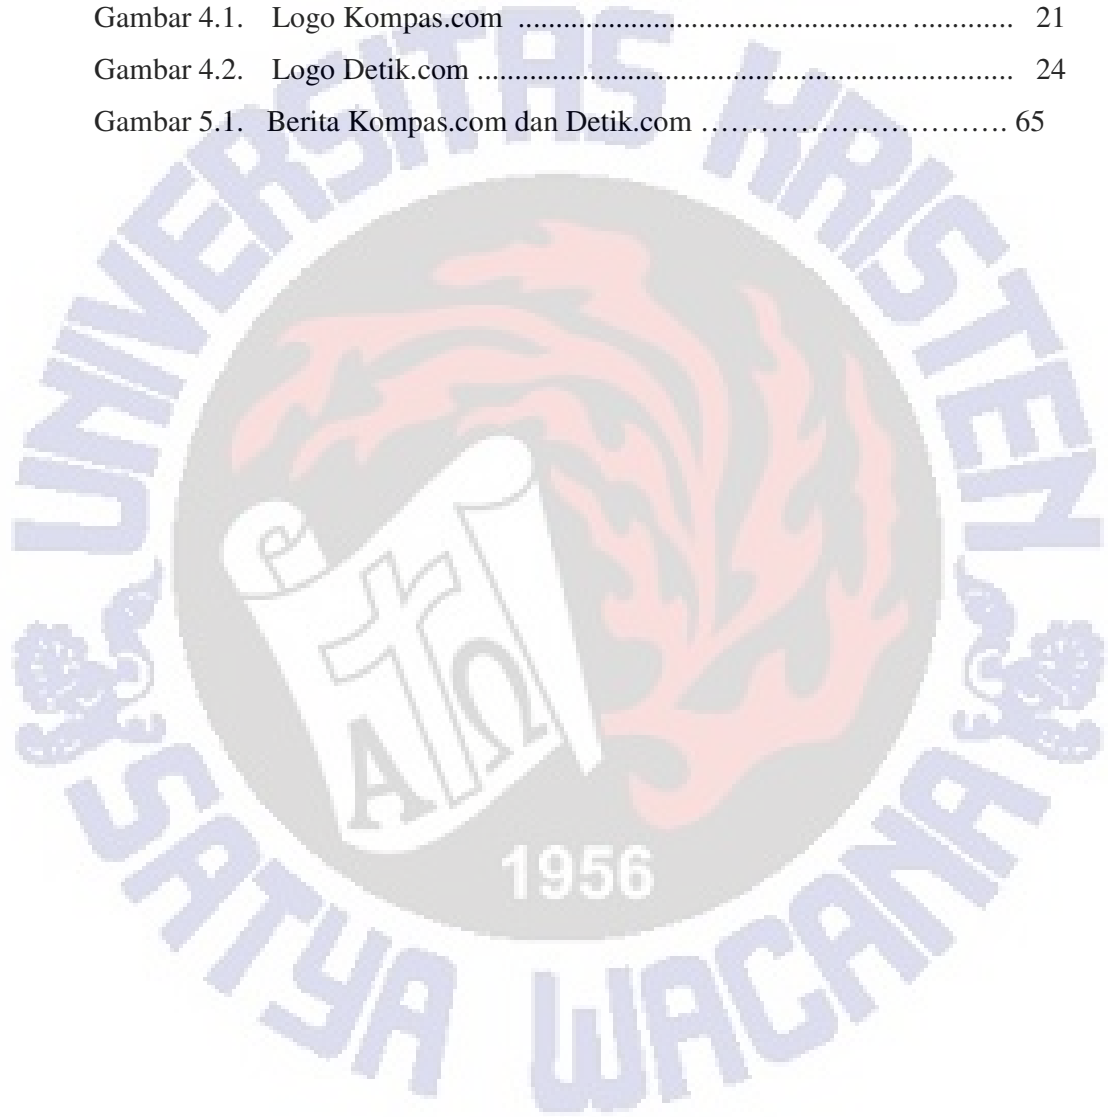 Gambar 4.1. Logo Kompas.com ........................................................ .............. 21
Gambar 4.2. Logo Detik.com ..................................................................... 24
Gambar 5.1. Berita Kompas.com dan Detik.com ............................... 65
UNIVERSITAS KRISTEN
Α Ω
1956
SATYA WACANA